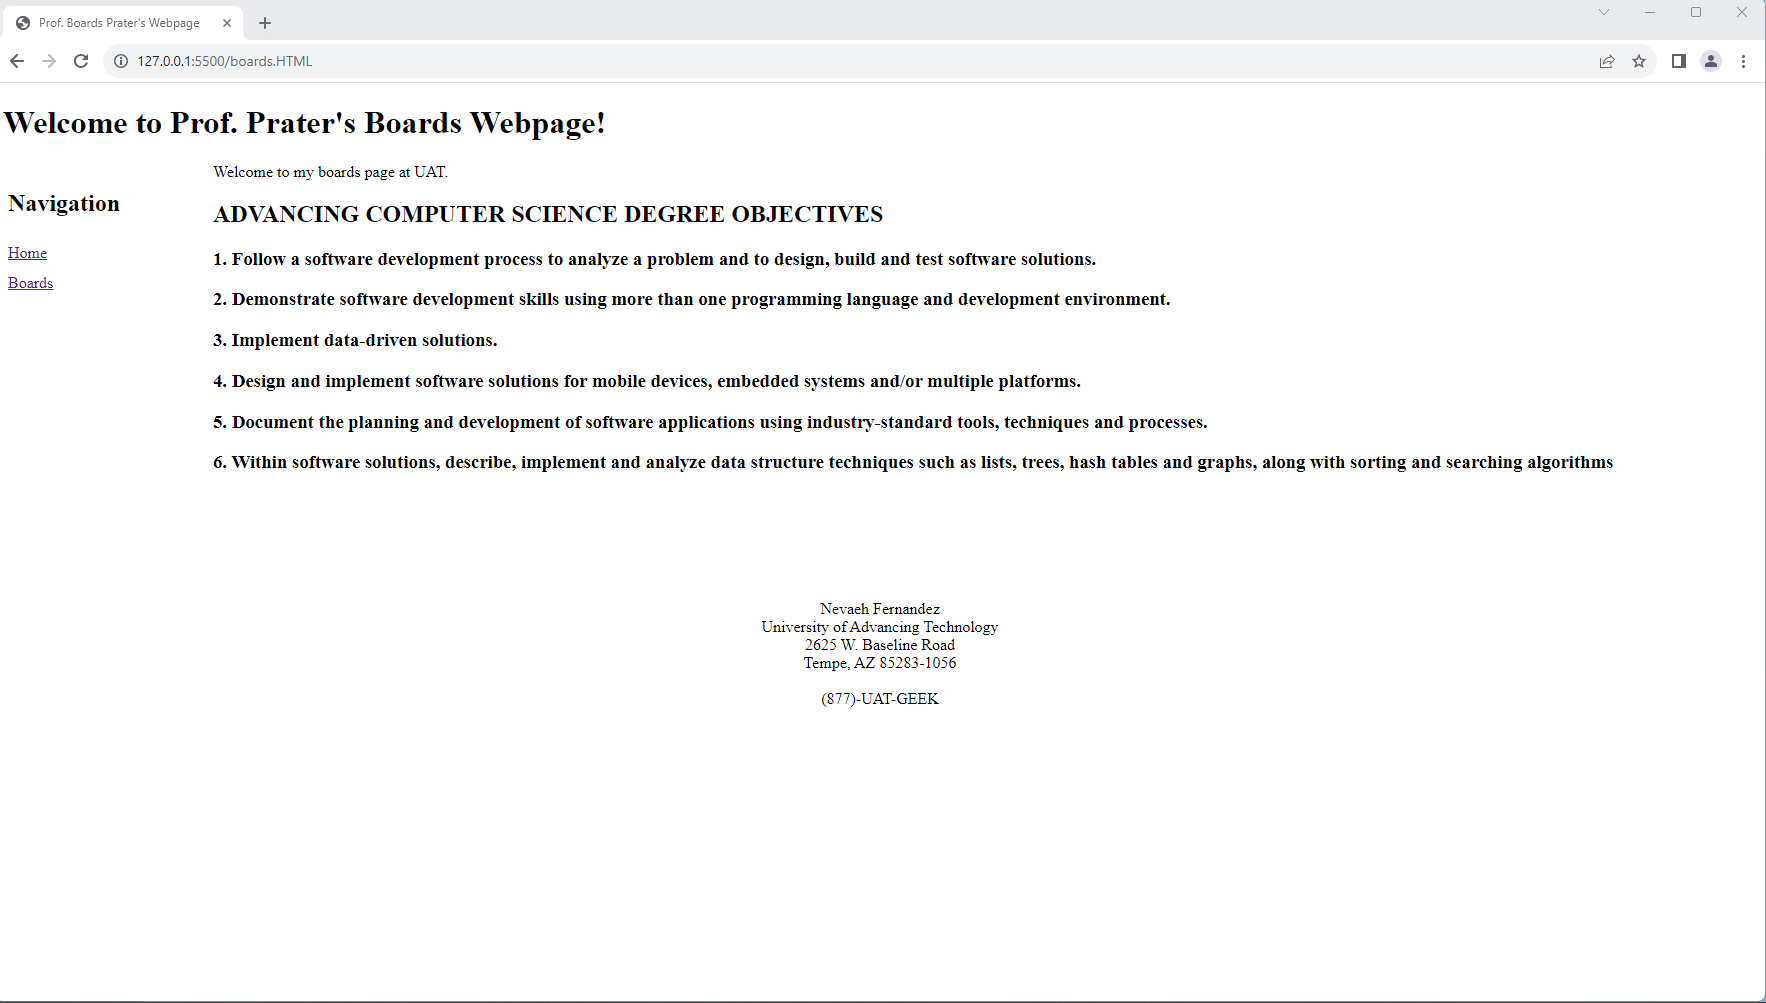 Prof. Boards Prater's Webpage
127.0.0.1:5500/boards.HTML
Welcome to Prof. Prater's Boards Webpage!
Navigation
Home
Boards
Welcome to my boards page at UAT.
ADVANCING COMPUTER SCIENCE DEGREE OBJECTIVES
1. Follow a software development process to analyze a problem and to design, build and test software solutions.
2. Demonstrate software development skills using more than one programming language and development environment.
3. Implement data-driven solutions.
4. Design and implement software solutions for mobile devices, embedded systems and/or multiple platforms.
5. Document the planning and development of software applications using industry-standard tools, techniques and processes.
6. Within software solutions, describe, implement and analyze data structure techniques such as lists, trees, hash tables and graphs, along with sorting and searching algorithms
Nevaeh Fernandez
University of Advancing Technology
2625 W. Baseline Road
Tempe, AZ 85283-1056
(877)-UAT-GEEK